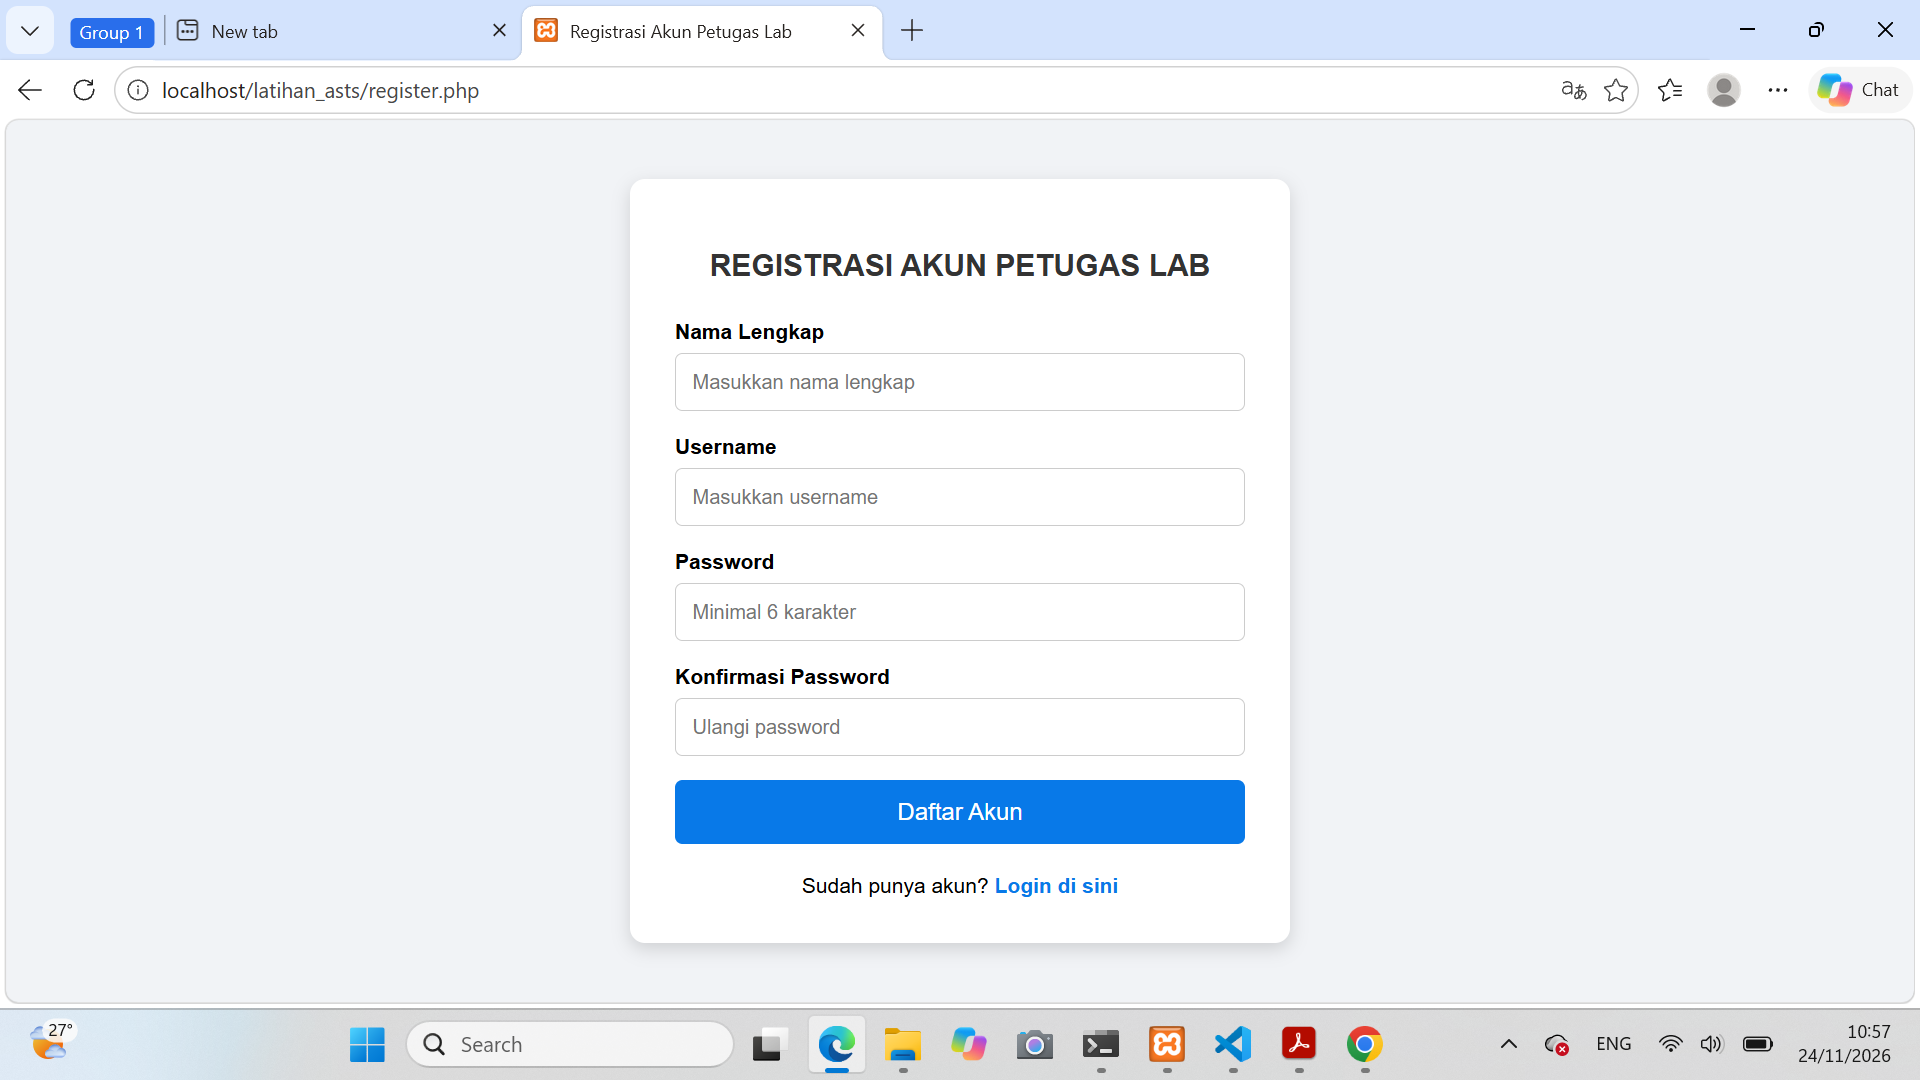 Group 1
New tab
Registrasi Akun Petugas Lab
localhost/latihan_asts/register.php
Chat
REGISTRASI AKUN PETUGAS LAB
Nama Lengkap
Masukkan nama lengkap
Username
Masukkan username
Password
Minimal 6 karakter
Konfirmasi Password
Ulangi password
Daftar Akun
Sudah punya akun? Login di sini
27°
Search
ENG
10:57
24/11/2026